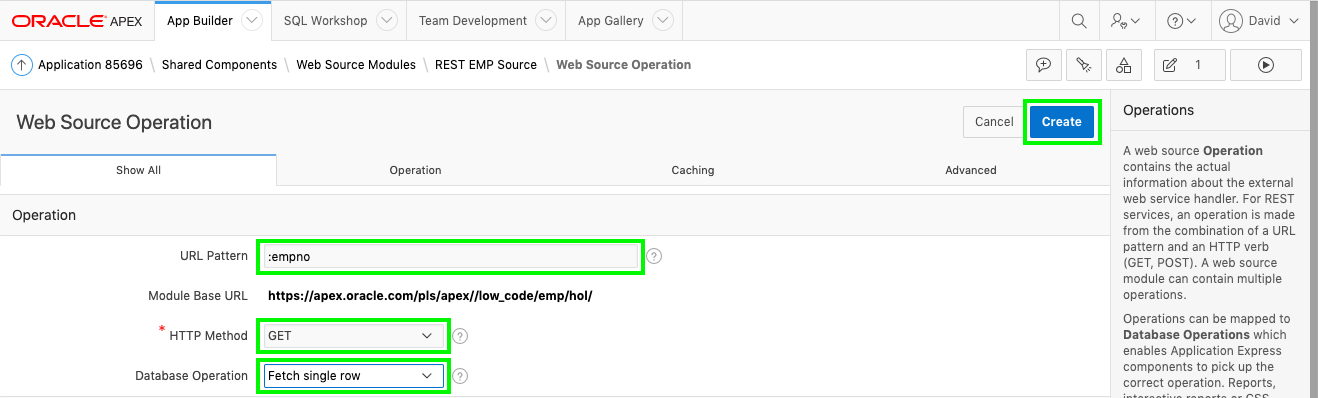 ORACLE APEX App Builder SQL Workshop Team Development App Gallery David
Application 85696 \ Shared Components \ Web Source Modules \ REST EMP Source \ Web Source Operation 1
Web Source Operation Cancel Create
Show All Operation Caching Advanced
Operation
URL Pattern :empno ?
Module Base URL https://apex.oracle.com/pls/apex//low_code/emp/hol/
* HTTP Method GET ?
Database Operation Fetch single row ?
Operations
A web source Operation
contains the actual
information about the external
web service handler. For REST
services, an operation is made
from the combination of a URL
pattern and an HTTP verb
(GET, POST). A web source
module can contain multiple
operations.
Operations can be mapped to
Database Operations which
enables Application Express
components to pick up the
correct operation. Reports,